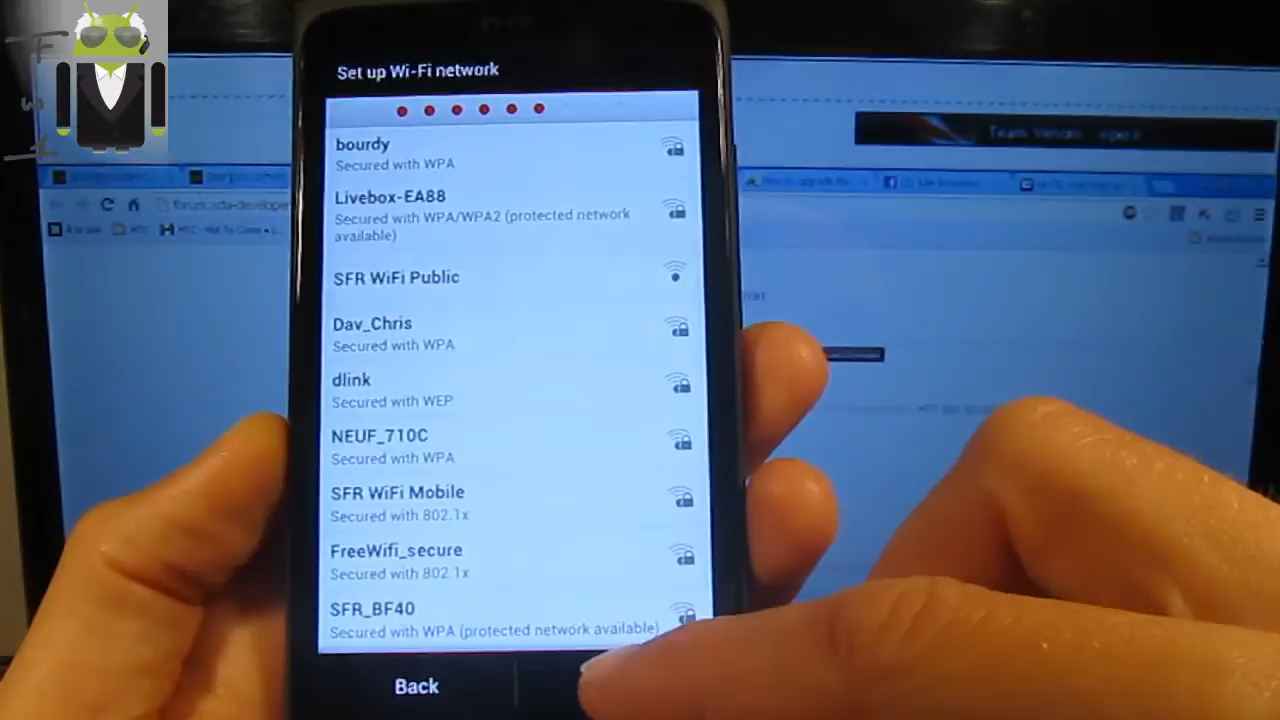 Set up Wi-Fi network
bourdy
Secured with WPA
Livebox-EA88
Secured with WPA/WPA2 (protected network
available)
SFR WiFi Public
Dav_Chris
Secured with WPA
dlink
Secured with WEP
NEUF_710C
Secured with WPA
SFR WiFi Mobile
Secured with 802.1x
FreeWifi_secure
Secured with 802.1x
SFR_BF40
Secured with WPA (protected network available)
Back